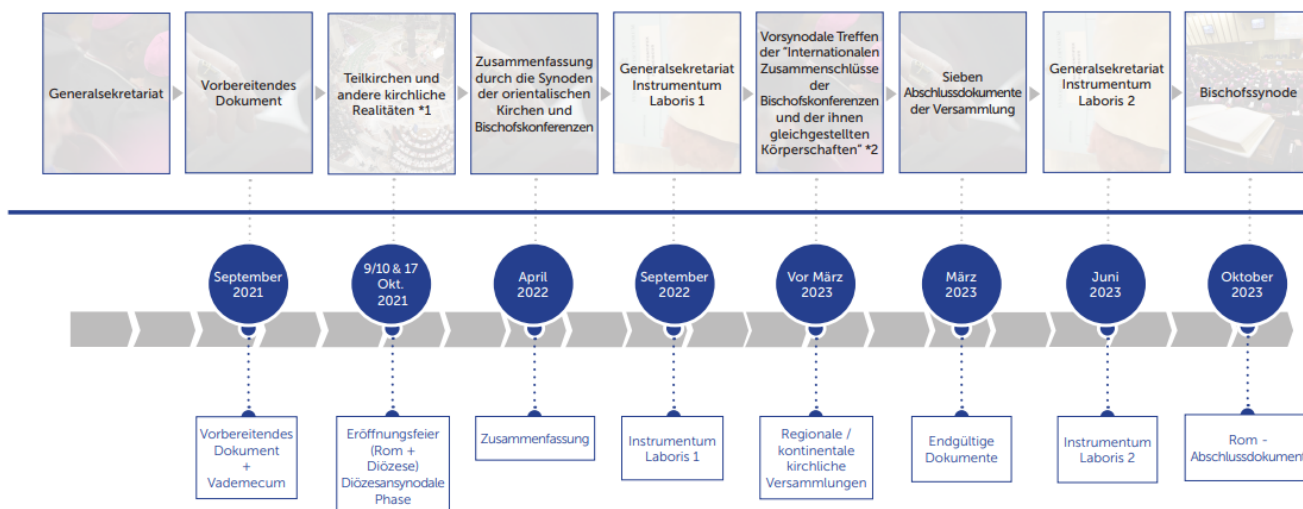 Generalsekretariat
Vorbereitendes
Dokument
Teilkirchen und
andere kirchliche
Realitäten *1
Zusammenfassung
durch die Synoden
der orientalischen
Kirchen und
Bischofskonferenzen
Generalsekretariat
Instrumentum
Laboris 1
Vorsynodale Treffen
der "Internationalen
Zusammenschlüsse
der
Bischofskonferenzen
und der ihnen
gleichgestellten
Körperschaften" *2
Sieben
Abschlussdokumente
der Versammlung
Generalsekretariat
Instrumentum
Laboris 2
Bischofssynode
September
2021
9/10 & 17
Okt.
2021
April
2022
September
2022
Vor März
2023
März
2023
Juni
2023
Oktober
2023
Vorbereitendes
Dokument
+
Vademecum
Eröffnungsfeier
(Rom +
Diözese)
Diözesansynodale
Phase
Zusammenfassung
Instrumentum
Laboris 1
Regionale /
kontinentale
kirchliche
Versammlungen
Endgültige
Dokumente
Instrumentum
Laboris 2
Rom -
Abschlussdokument